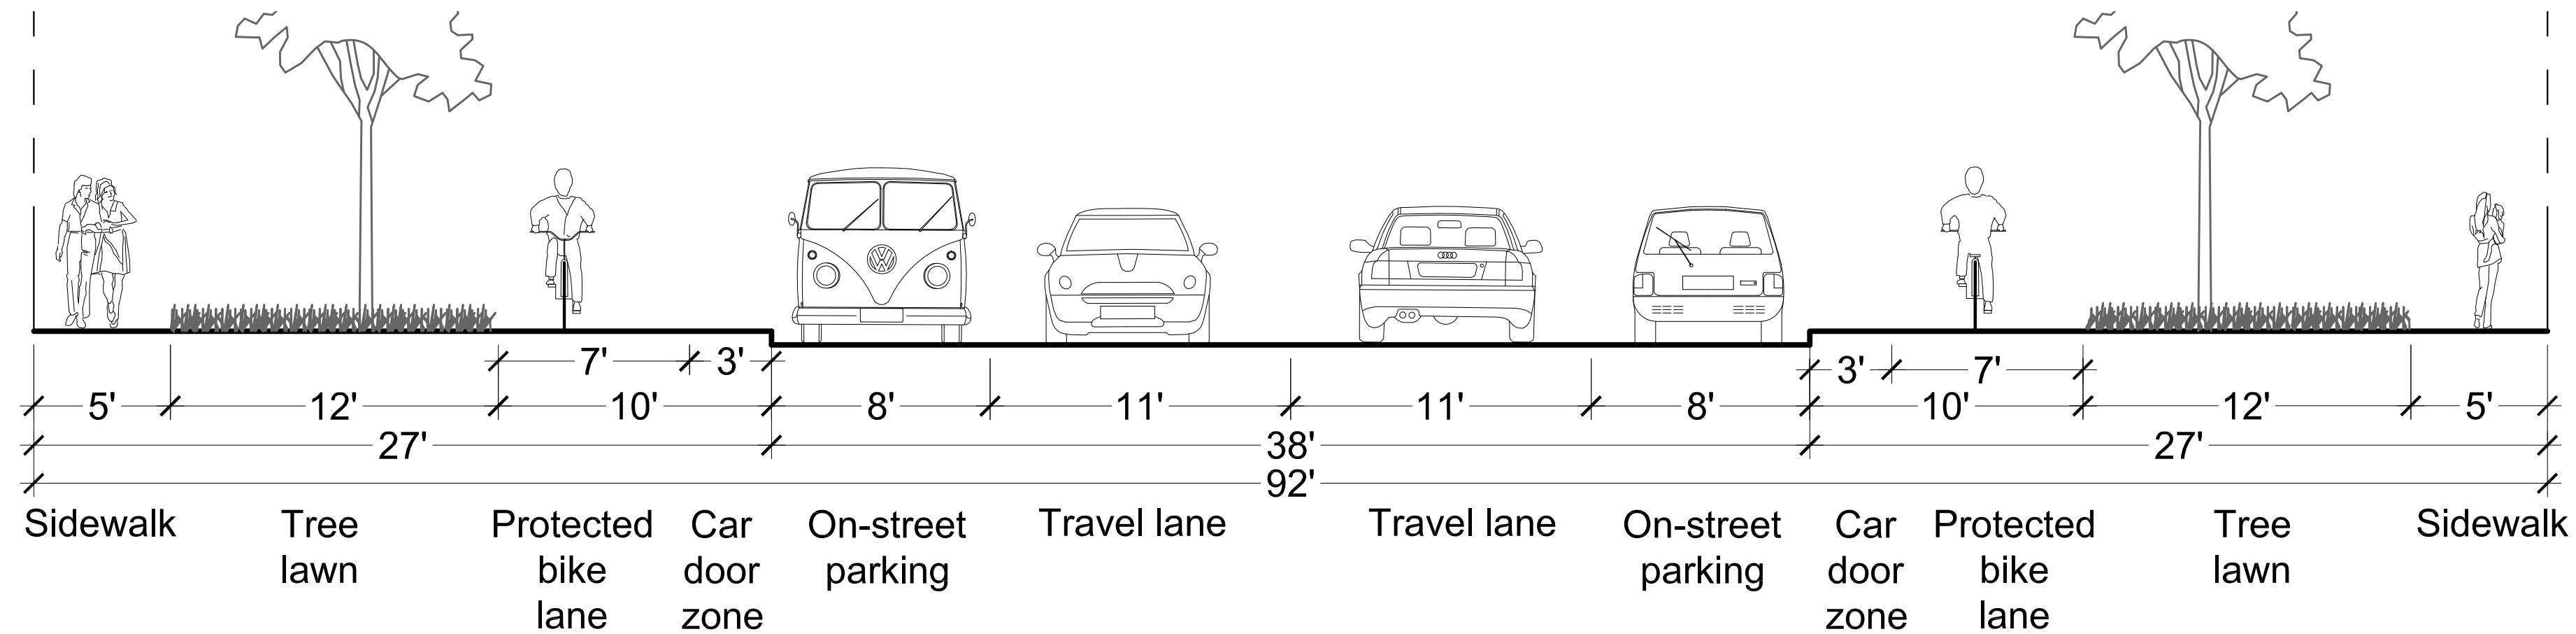 7' 3' 3' 7'
5' 12' 10' 8' 11' 11' 8' 10' 12' 5'
27' 38' 27'
92'
Sidewalk Tree Protected Car On-street Travel lane Travel lane On-street Car Protected Tree Sidewalk
lawn bike door parking parking door bike lawn
lane zone zone lane